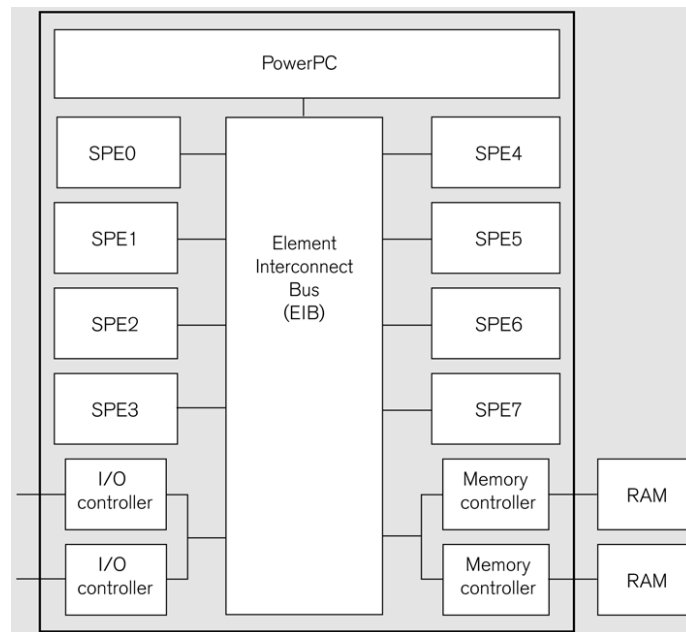 PowerPC
SPE0
SPE4
SPE1
SPE5
Element
Interconnect
Bus
(EIB)
SPE2
SPE6
SPE3
SPE7
I/O
controller
Memory
controller
RAM
I/O
controller
Memory
controller
RAM